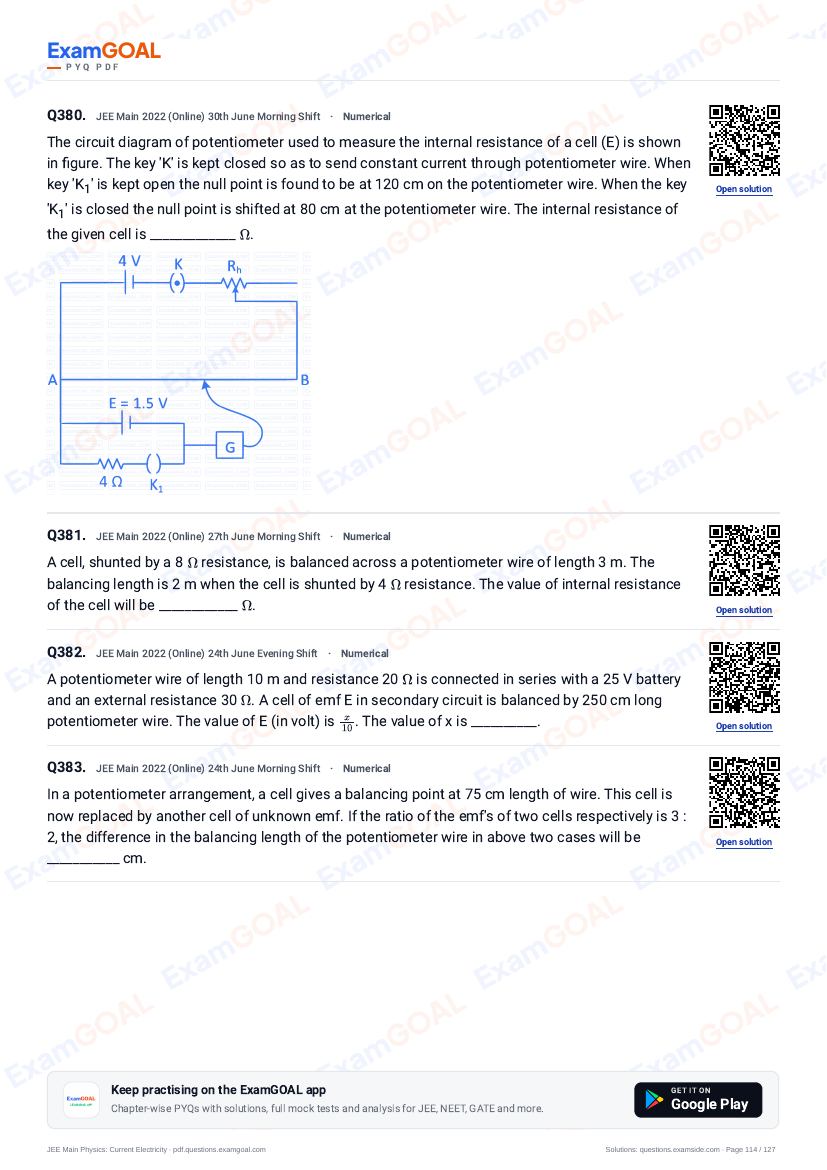 ExamGOAL
PYQ PDF
Q380. JEE Main 2022 (Online) 30th June Morning Shift · Numerical
The circuit diagram of potentiometer used to measure the internal resistance of a cell (E) is shown
in figure. The key 'K' is kept closed so as to send constant current through potentiometer wire. When
key 'K1' is kept open the null point is found to be at 120 cm on the potentiometer wire. When the key
'K1' is closed the null point is shifted at 80 cm at the potentiometer wire. The internal resistance of
the given cell is _____________ Ω.
Open solution
4 V K Rh
A B
E = 1.5 V
G
4 Ω K1
Q381. JEE Main 2022 (Online) 27th June Morning Shift · Numerical
A cell, shunted by a 8 Ω resistance, is balanced across a potentiometer wire of length 3 m. The
balancing length is 2 m when the cell is shunted by 4 Ω resistance. The value of internal resistance
of the cell will be ____________ Ω.
Open solution
Q382. JEE Main 2022 (Online) 24th June Evening Shift · Numerical
A potentiometer wire of length 10 m and resistance 20 Ω is connected in series with a 25 V battery
and an external resistance 30 Ω. A cell of emf E in secondary circuit is balanced by 250 cm long
potentiometer wire. The value of E (in volt) is x/10. The value of x is __________.
Open solution
Q383. JEE Main 2022 (Online) 24th June Morning Shift · Numerical
In a potentiometer arrangement, a cell gives a balancing point at 75 cm length of wire. This cell is
now replaced by another cell of unknown emf. If the ratio of the emf's of two cells respectively is 3 :
2, the difference in the balancing length of the potentiometer wire in above two cases will be
___________ cm.
Open solution
Keep practising on the ExamGOAL app
Chapter-wise PYQs with solutions, full mock tests and analysis for JEE, NEET, GATE and more.
GET IT ON
Google Play
JEE Main Physics: Current Electricity · pdf.questions.examgoal.com
Solutions: questions.examside.com · Page 114 / 127